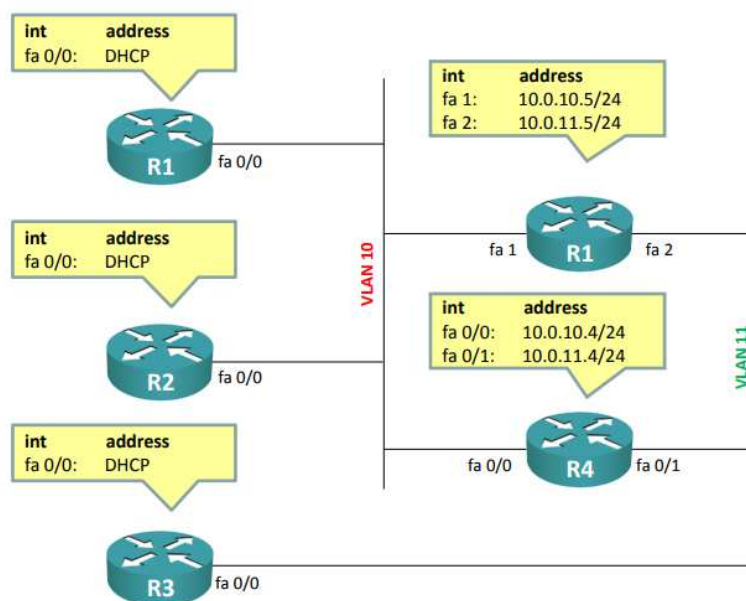 int address
fa 0/0: DHCP
R1
fa 0/0
int address
fa 1: 10.0.10.5/24
fa 2: 10.0.11.5/24
R1
fa 1
fa 2
VLAN 10
int address
fa 0/0: DHCP
R2
fa 0/0
int address
fa 0/0: 10.0.10.4/24
fa 0/1: 10.0.11.4/24
R4
fa 0/0
fa 0/1
VLAN 11
int address
fa 0/0: DHCP
R3
fa 0/0